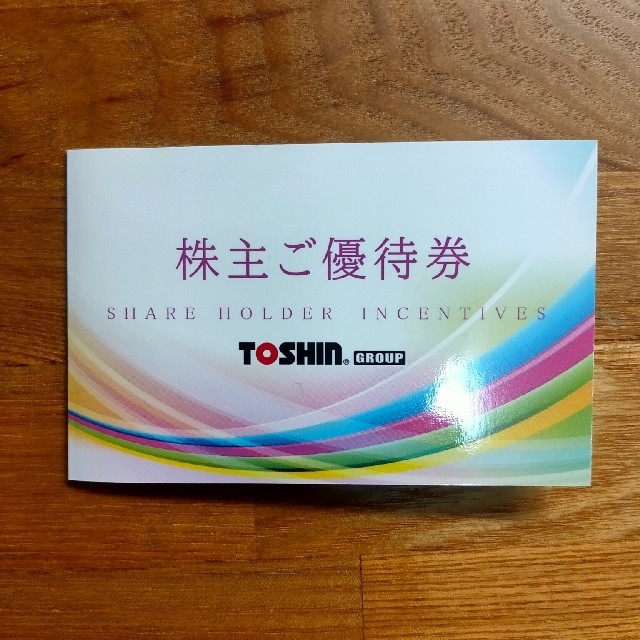 株主ご優待券
SHARE HOLDER INCENTIVES
TOSHIN® GROUP